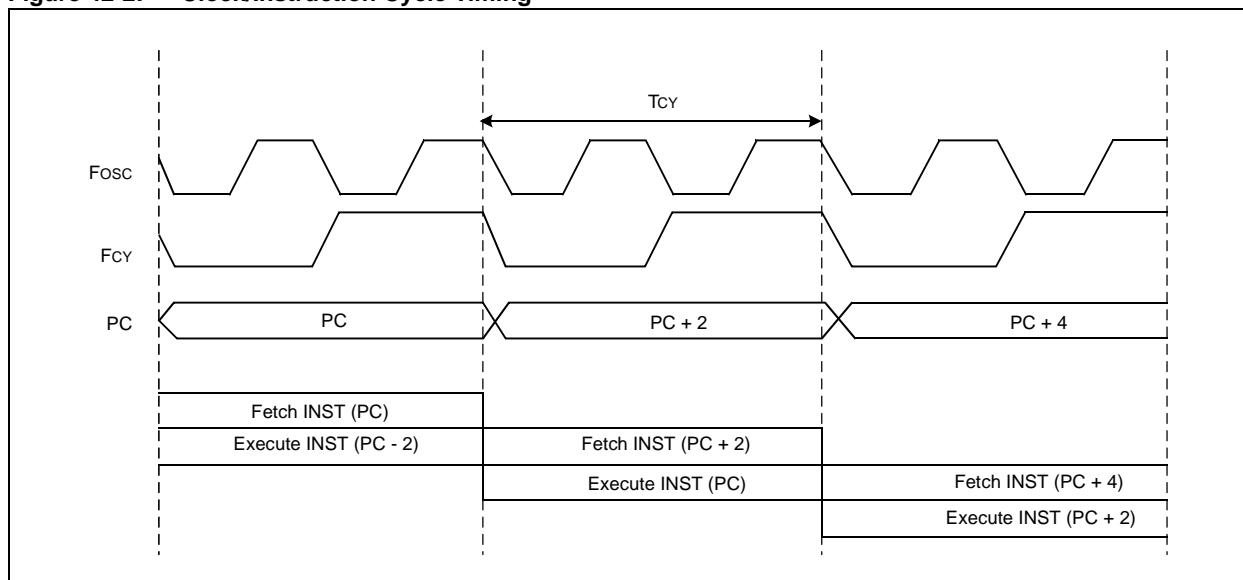 Figure 42-2: Clock/Instruction Cycle Timing
TCY
FOSC
FCY
PC PC PC + 2 PC + 4
Fetch INST (PC)
Execute INST (PC - 2) Fetch INST (PC + 2)
Execute INST (PC) Fetch INST (PC + 4)
Execute INST (PC + 2)